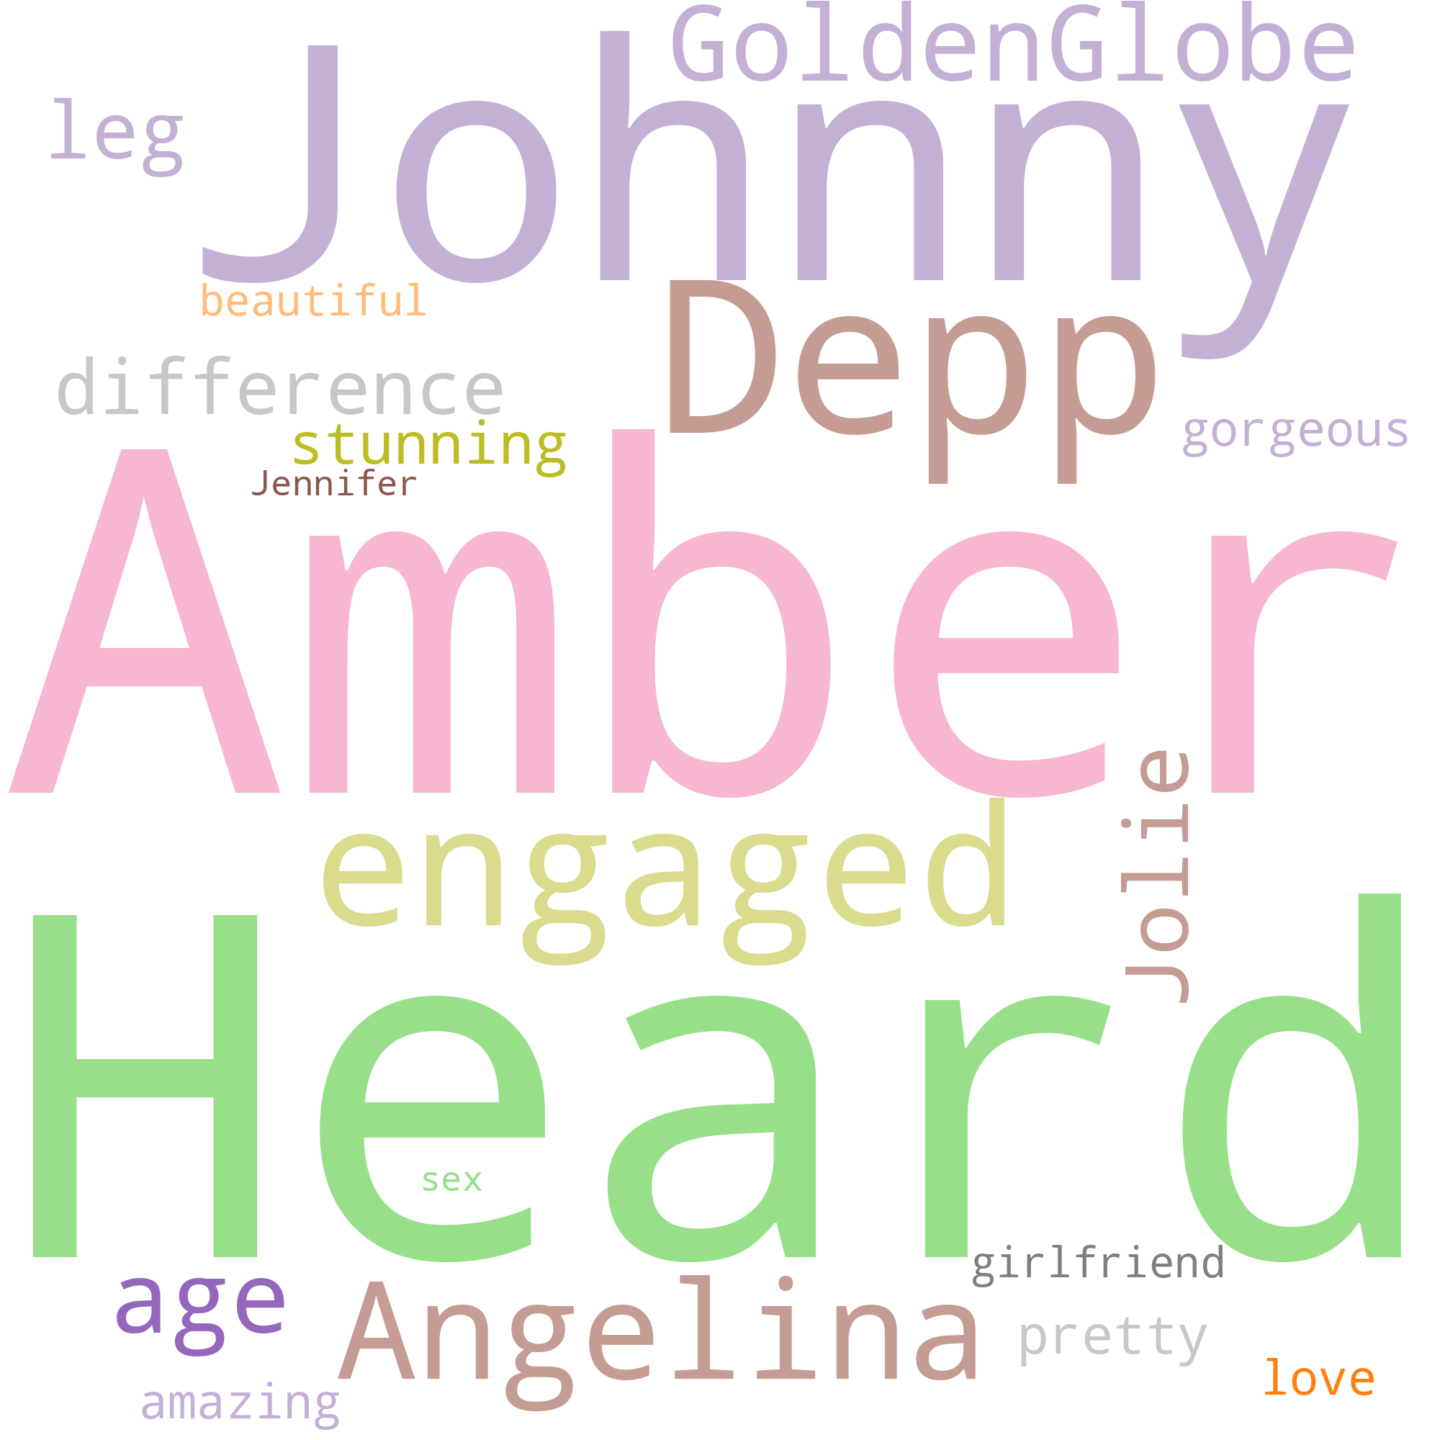 GoldenGlobe
leg
Johnny
beautiful
Depp
difference
stunning
gorgeous
Jennifer
Amber
Jolie
engaged
Heard
sex
girlfriend
age
Angelina
pretty
love
amazing